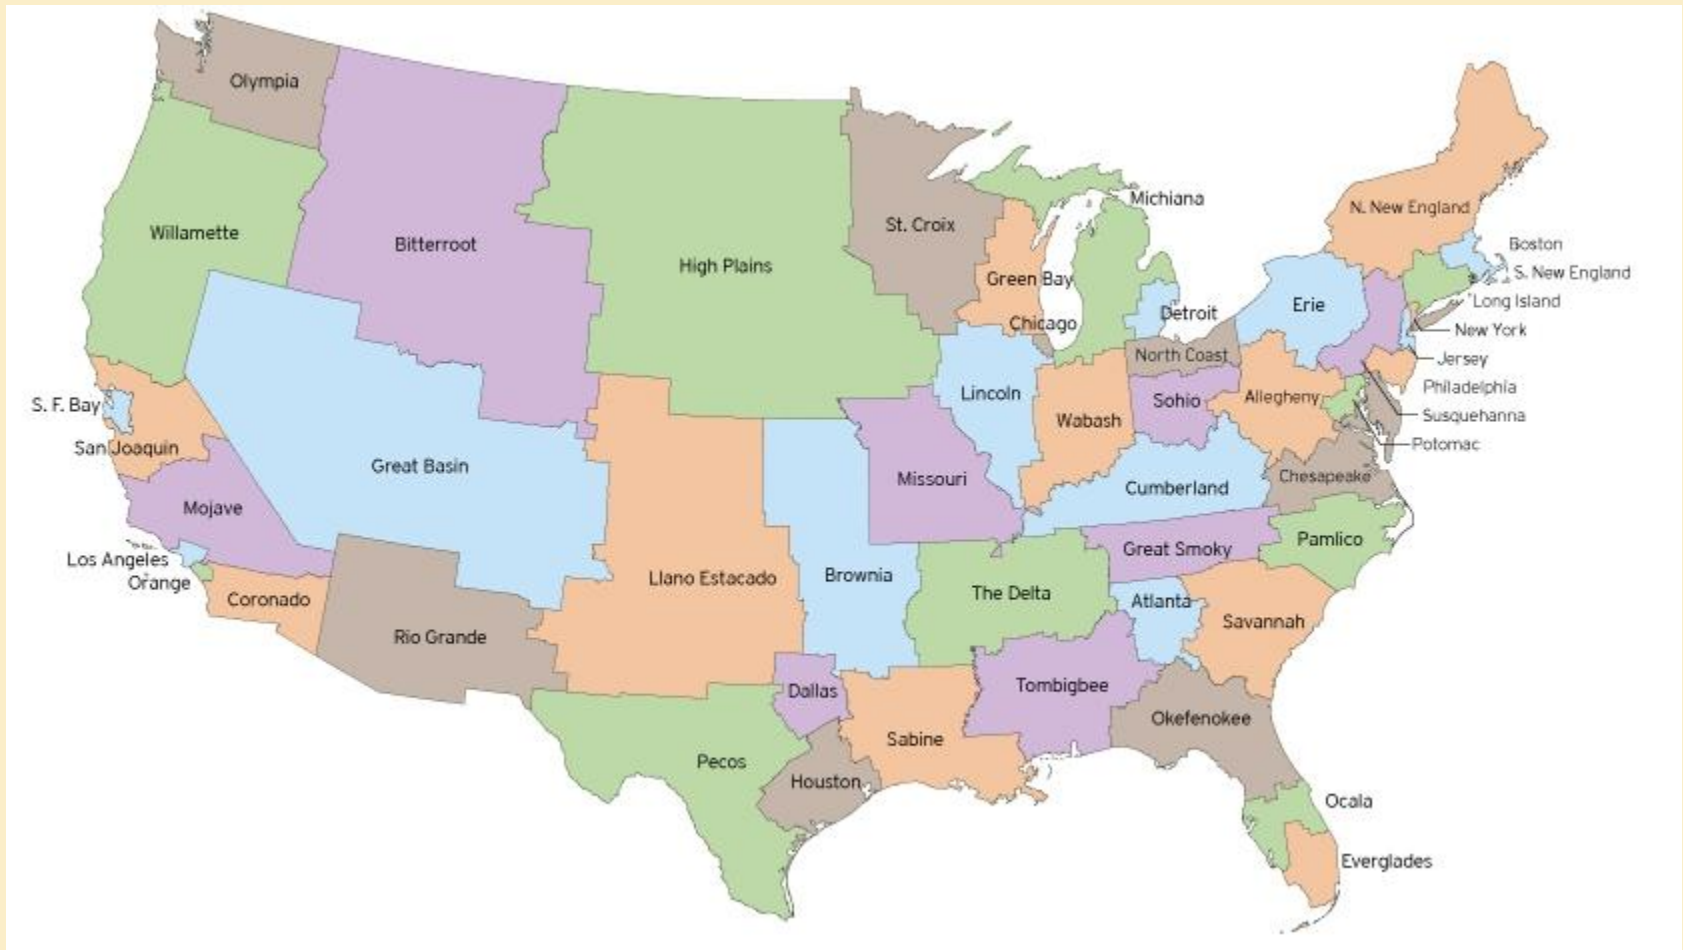 Olympia
Michiana
N. New England
Willamette
St. Croix
Bitterroot
Boston
High Plains
S. New England
Green Bay
Erie
Long Island
Detroit
Chicago
New York
North Coast
Jersey
Philadelphia
Lincoln
Allegheny
Sohio
S. F. Bay
Susquehanna
Wabash
Potomac
San Joaquin
Great Basin
Chesapeake
Missouri
Cumberland
Mojave
Pamlico
Great Smoky
Los Angeles
Brownia
Llano Estacado
Orange
The Delta
Coronado
Atlanta
Savannah
Rio Grande
Tombigbee
Dallas
Okefenokee
Sabine
Pecos
Houston
Ocala
Everglades